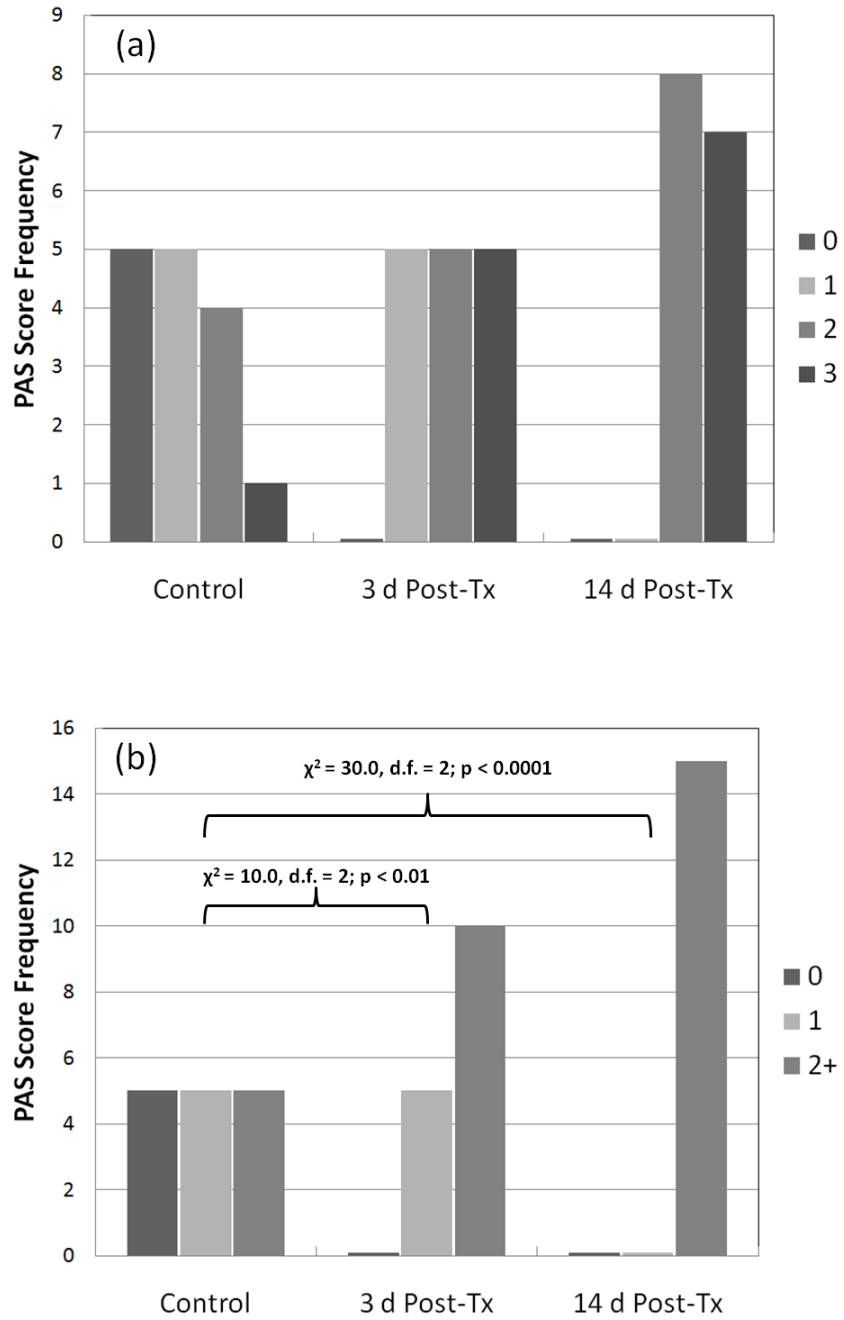 (a)
PAS Score Frequency
9
8
7
6
5
4
3
2
1
0
Control
3 d Post-Tx
14 d Post-Tx
0
1
2
3
(b)
PAS Score Frequency
16
14
12
10
8
6
4
2
0
χ² = 30.0, d.f. = 2; p < 0.0001
χ² = 10.0, d.f. = 2; p < 0.01
Control
3 d Post-Tx
14 d Post-Tx
0
1
2+